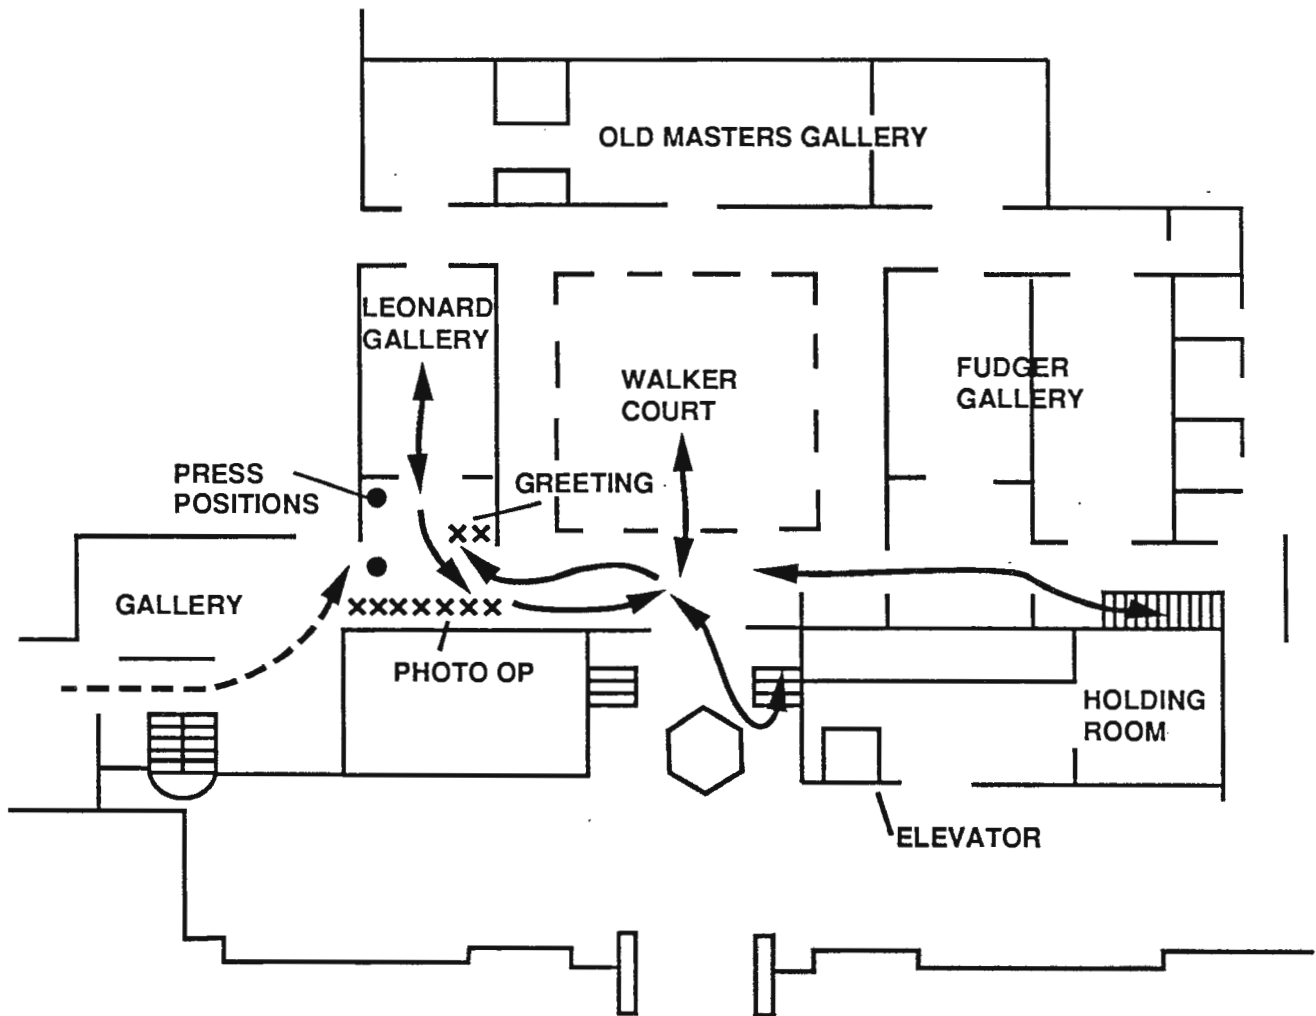 OLD MASTERS GALLERY
LEONARD
GALLERY
WALKER
COURT
FUDGER
GALLERY
PRESS
POSITIONS
GREETING
GALLERY
PHOTO OP
HOLDING
ROOM
ELEVATOR